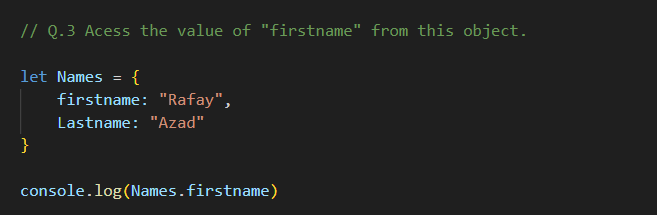 // Q.3 Acess the value of "firstname" from this object.
let Names = {
    firstname: "Rafay",
    Lastname: "Azad"
}
console.log(Names.firstname)